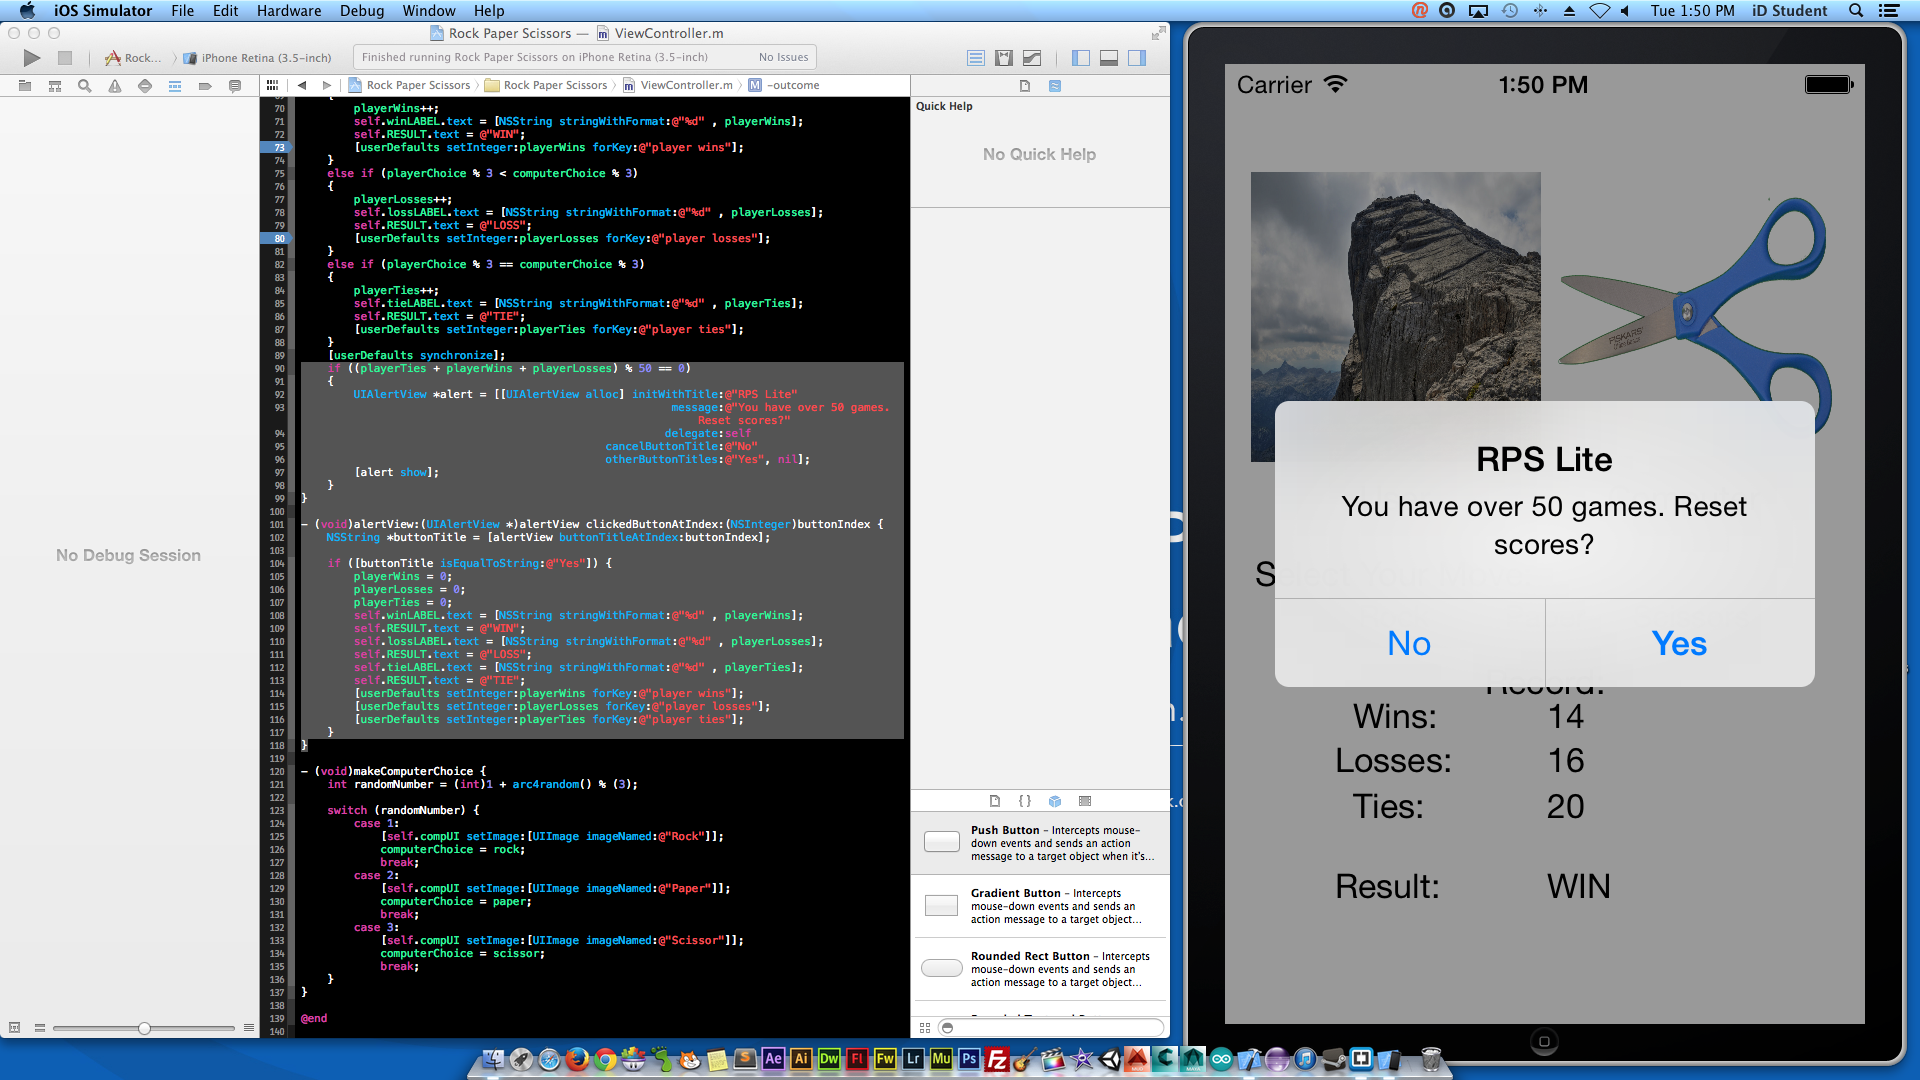 iOS Simulator File Edit Hardware Debug Window Help
Tue 1:50 PM iD Student
Rock Paper Scissors — ViewController.m
Rock... iPhone Retina (3.5-inch)
Finished running Rock Paper Scissors on iPhone Retina (3.5-inch) No Issues
Rock Paper Scissors Rock Paper Scissors ViewController.m M -outcome
No Debug Session
70 playerWins++;
71 self.winLABEL.text = [NSString stringWithFormat:@"%d" , playerWins];
72 self.RESULT.text = @"WIN";
73 [userDefaults setInteger:playerWins forKey:@"player wins"];
74 }
75 else if (playerChoice % 3 < computerChoice % 3)
76 {
77 playerLosses++;
78 self.lossLABEL.text = [NSString stringWithFormat:@"%d" , playerLosses];
79 self.RESULT.text = @"LOSS";
80 [userDefaults setInteger:playerLosses forKey:@"player losses"];
81 }
82 else if (playerChoice % 3 == computerChoice % 3)
83 {
84 playerTies++;
85 self.tieLABEL.text = [NSString stringWithFormat:@"%d" , playerTies];
86 self.RESULT.text = @"TIE";
87 [userDefaults setInteger:playerTies forKey:@"player ties"];
88 }
89 [userDefaults synchronize];
90 if ((playerTies + playerWins + playerLosses) % 50 == 0)
91 {
92 UIAlertView *alert = [[UIAlertView alloc] initWithTitle:@"RPS Lite"
93 message:@"You have over 50 games.
Reset scores?"
94 delegate:self
95 cancelButtonTitle:@"No"
96 otherButtonTitles:@"Yes", nil];
97 [alert show];
98 }
99 }
100
101 - (void)alertView:(UIAlertView *)alertView clickedButtonAtIndex:(NSInteger)buttonIndex {
102 NSString *buttonTitle = [alertView buttonTitleAtIndex:buttonIndex];
103
104 if ([buttonTitle isEqualToString:@"Yes"]) {
105 playerWins = 0;
106 playerLosses = 0;
107 playerTies = 0;
108 self.winLABEL.text = [NSString stringWithFormat:@"%d" , playerWins];
109 self.RESULT.text = @"WIN";
110 self.lossLABEL.text = [NSString stringWithFormat:@"%d" , playerLosses];
111 self.RESULT.text = @"LOSS";
112 self.tieLABEL.text = [NSString stringWithFormat:@"%d" , playerTies];
113 self.RESULT.text = @"TIE";
114 [userDefaults setInteger:playerWins forKey:@"player wins"];
115 [userDefaults setInteger:playerLosses forKey:@"player losses"];
116 [userDefaults setInteger:playerTies forKey:@"player ties"];
117 }
118 }
119
120 - (void)makeComputerChoice {
121 int randomNumber = (int)1 + arc4random() % (3);
122
123 switch (randomNumber) {
124 case 1:
125 [self.compUI setImage:[UIImage imageNamed:@"Rock"]];
126 computerChoice = rock;
127 break;
128 case 2:
129 [self.compUI setImage:[UIImage imageNamed:@"Paper"]];
130 computerChoice = paper;
131 break;
132 case 3:
133 [self.compUI setImage:[UIImage imageNamed:@"Scissor"]];
134 computerChoice = scissor;
135 break;
136 }
137 }
138
139 @end
140
Quick Help
No Quick Help
{ }
Push Button - Intercepts mouse-
down events and sends an action
message to a target object when it's...
Gradient Button - Intercepts
mouse-down events and sends an
action message to a target object...
Rounded Rect Button - Intercepts
mouse-down events and sends an
action message to a target object...
Carrier 1:50 PM
FISKARS
RPS Lite
You have over 50 games. Reset
scores?
No Yes
Record:
Wins: 14
Losses: 16
Ties: 20
Result: WIN
Ae Ai Dw Fl Fw Lr Mu Ps Fz